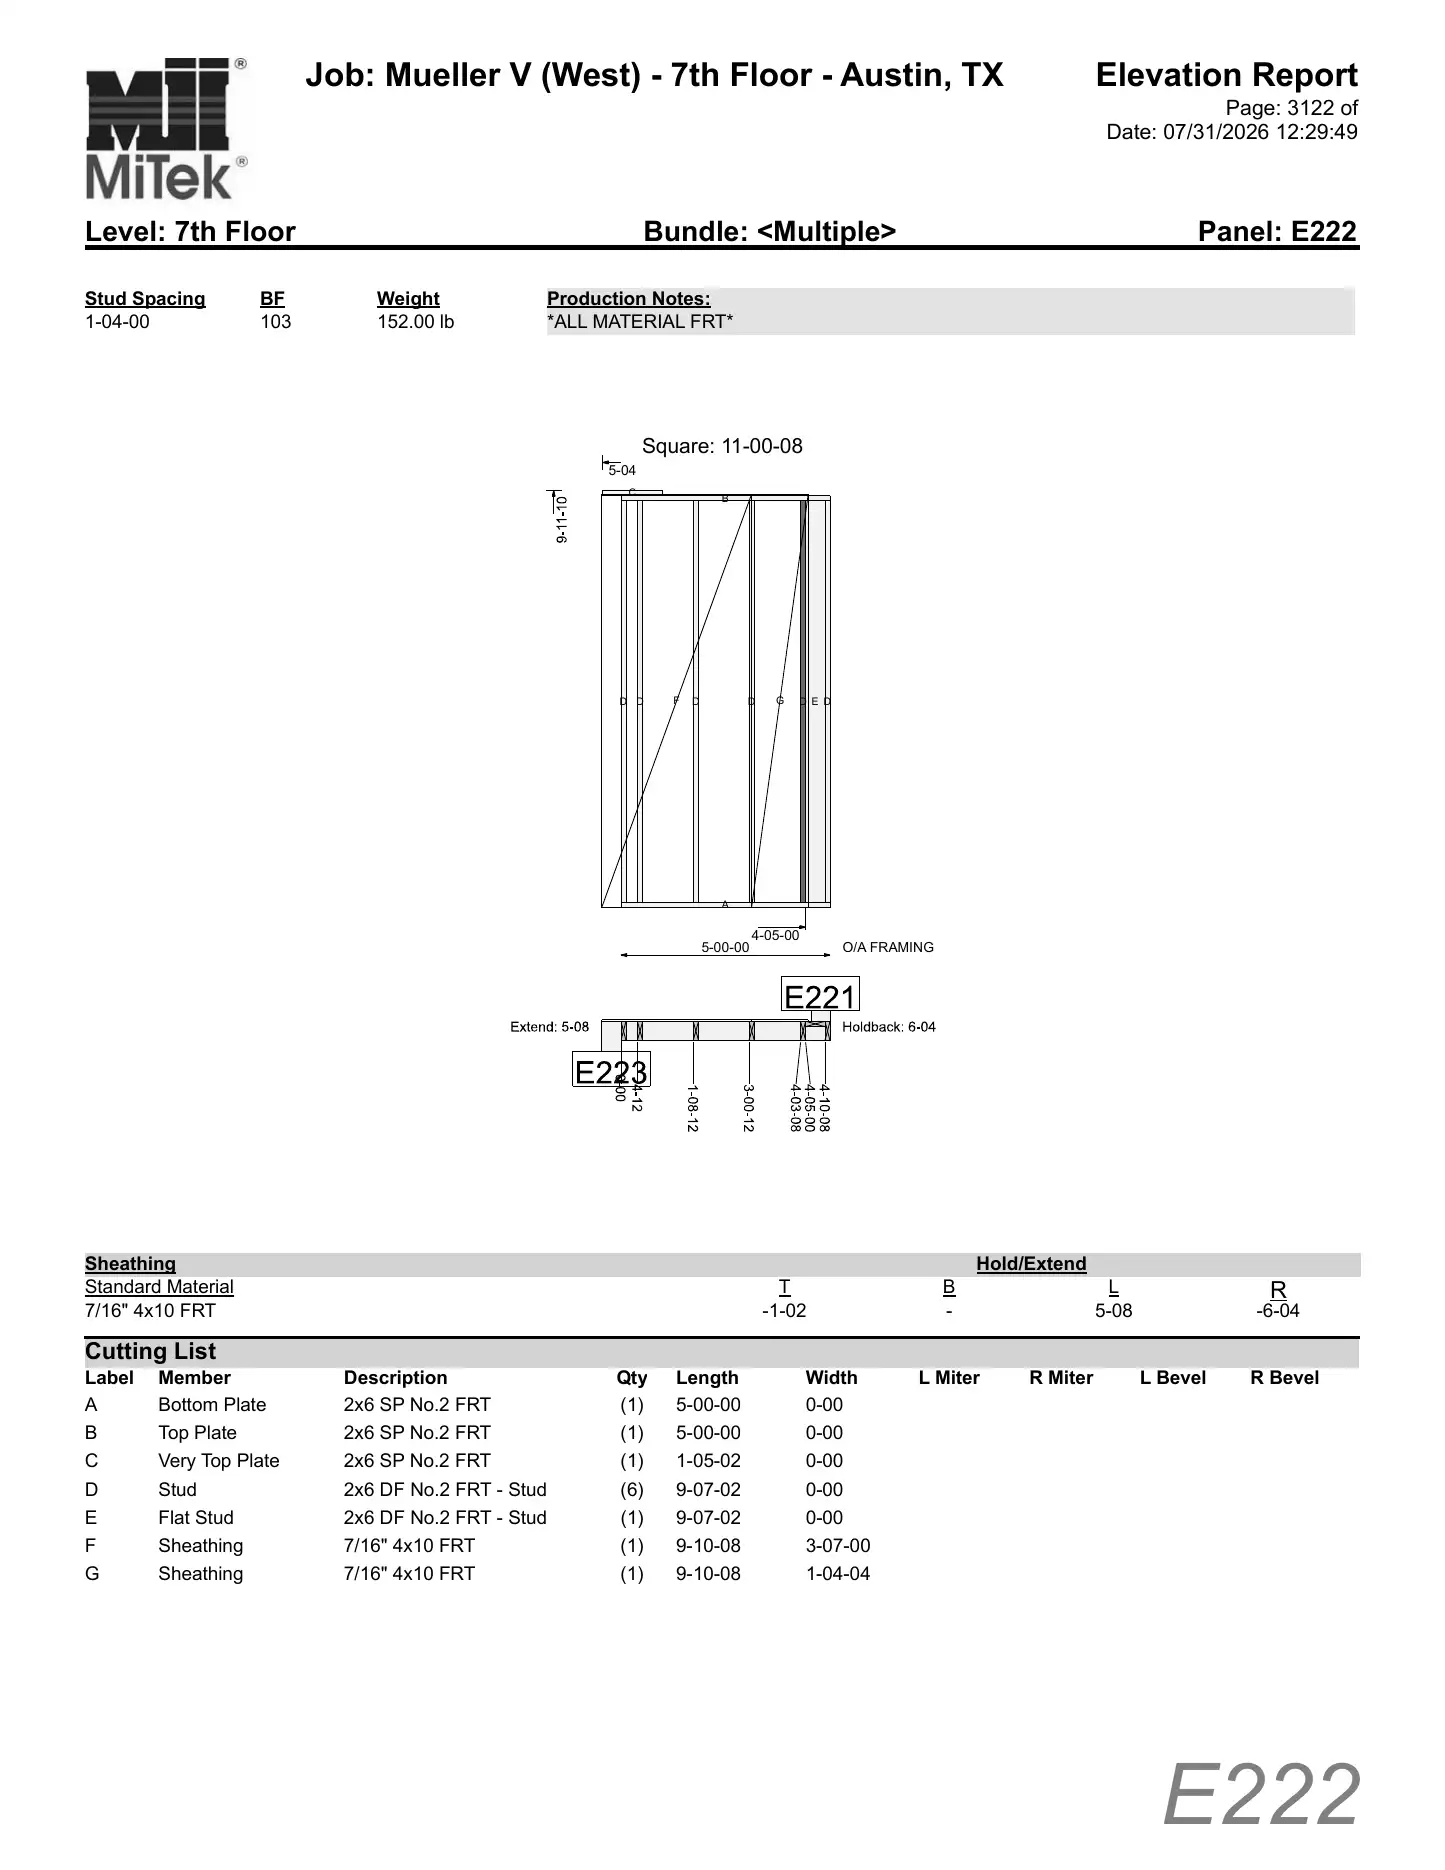 MiTek®
Job: Mueller V (West) - 7th Floor - Austin, TX
Elevation Report
Page: 3122 of
Date: 07/31/2026 12:29:49
Level: 7th Floor Bundle: <Multiple> Panel: E222
Stud Spacing BF Weight Production Notes:
1-04-00 103 152.00 lb *ALL MATERIAL FRT*
Square: 11-00-08
5-04
9-11-10
C
B
D D F D D G D E D
A
4-05-00
5-00-00 O/A FRAMING
E221
Extend: 5-08 Holdback: 6-04
E223
4-12
1-08-12
3-00-12
4-03-08
4-05-00
4-10-08
Sheathing Hold/Extend
Standard Material T B L R
7/16" 4x10 FRT -1-02 - 5-08 -6-04
Cutting List
Label Member Description Qty Length Width L Miter R Miter L Bevel R Bevel
A Bottom Plate 2x6 SP No.2 FRT (1) 5-00-00 0-00
B Top Plate 2x6 SP No.2 FRT (1) 5-00-00 0-00
C Very Top Plate 2x6 SP No.2 FRT (1) 1-05-02 0-00
D Stud 2x6 DF No.2 FRT - Stud (6) 9-07-02 0-00
E Flat Stud 2x6 DF No.2 FRT - Stud (1) 9-07-02 0-00
F Sheathing 7/16" 4x10 FRT (1) 9-10-08 3-07-00
G Sheathing 7/16" 4x10 FRT (1) 9-10-08 1-04-04
E222